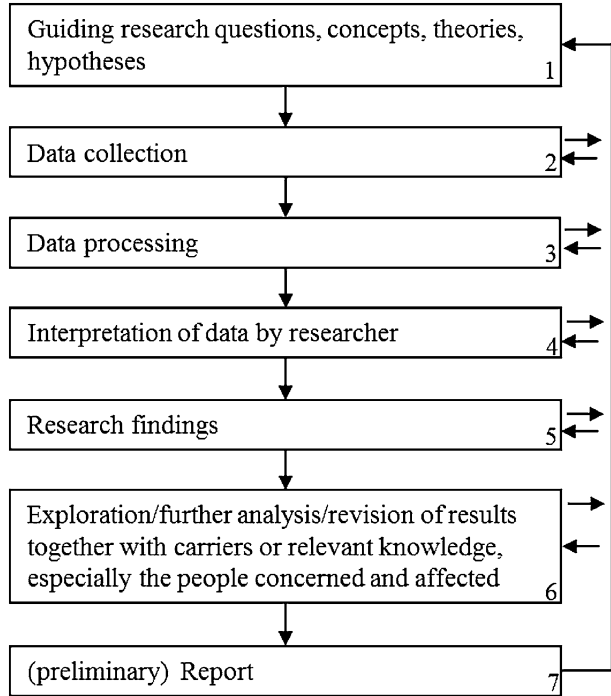 Guiding research questions, concepts, theories,
hypotheses
1
Data collection
2
Data processing
3
Interpretation of data by researcher
4
Research findings
5
Exploration/further analysis/revision of results
together with carriers or relevant knowledge,
especially the people concerned and affected
6
(preliminary) Report
7